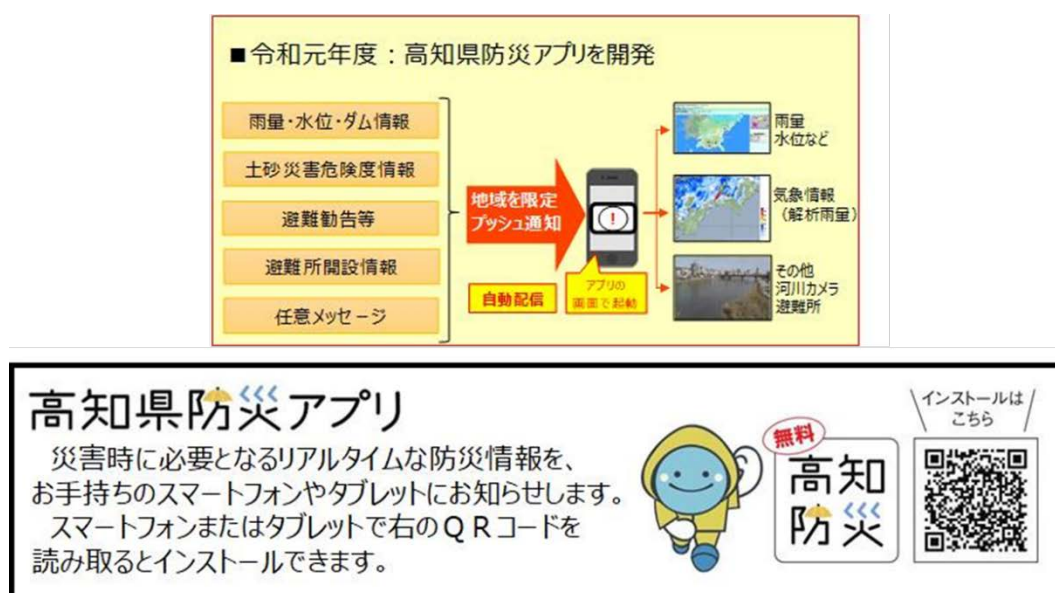 ■令和元年度：高知県防災アプリを開発
雨量・水位・ダム情報
土砂災害危険度情報
避難勧告等
避難所開設情報
任意メッセージ
地域を限定
プッシュ通知
自動配信
!
アプリの
画面で起動
雨量
水位など
気象情報
（解析雨量）
その他
河川カメラ
避難所
高知県防災アプリ
災害時に必要となるリアルタイムな防災情報を、
お手持ちのスマートフォンやタブレットにお知らせします。
スマートフォンまたはタブレットで右のＱＲコードを
読み取るとインストールできます。
無料
高知
防災
インストールは
こちら